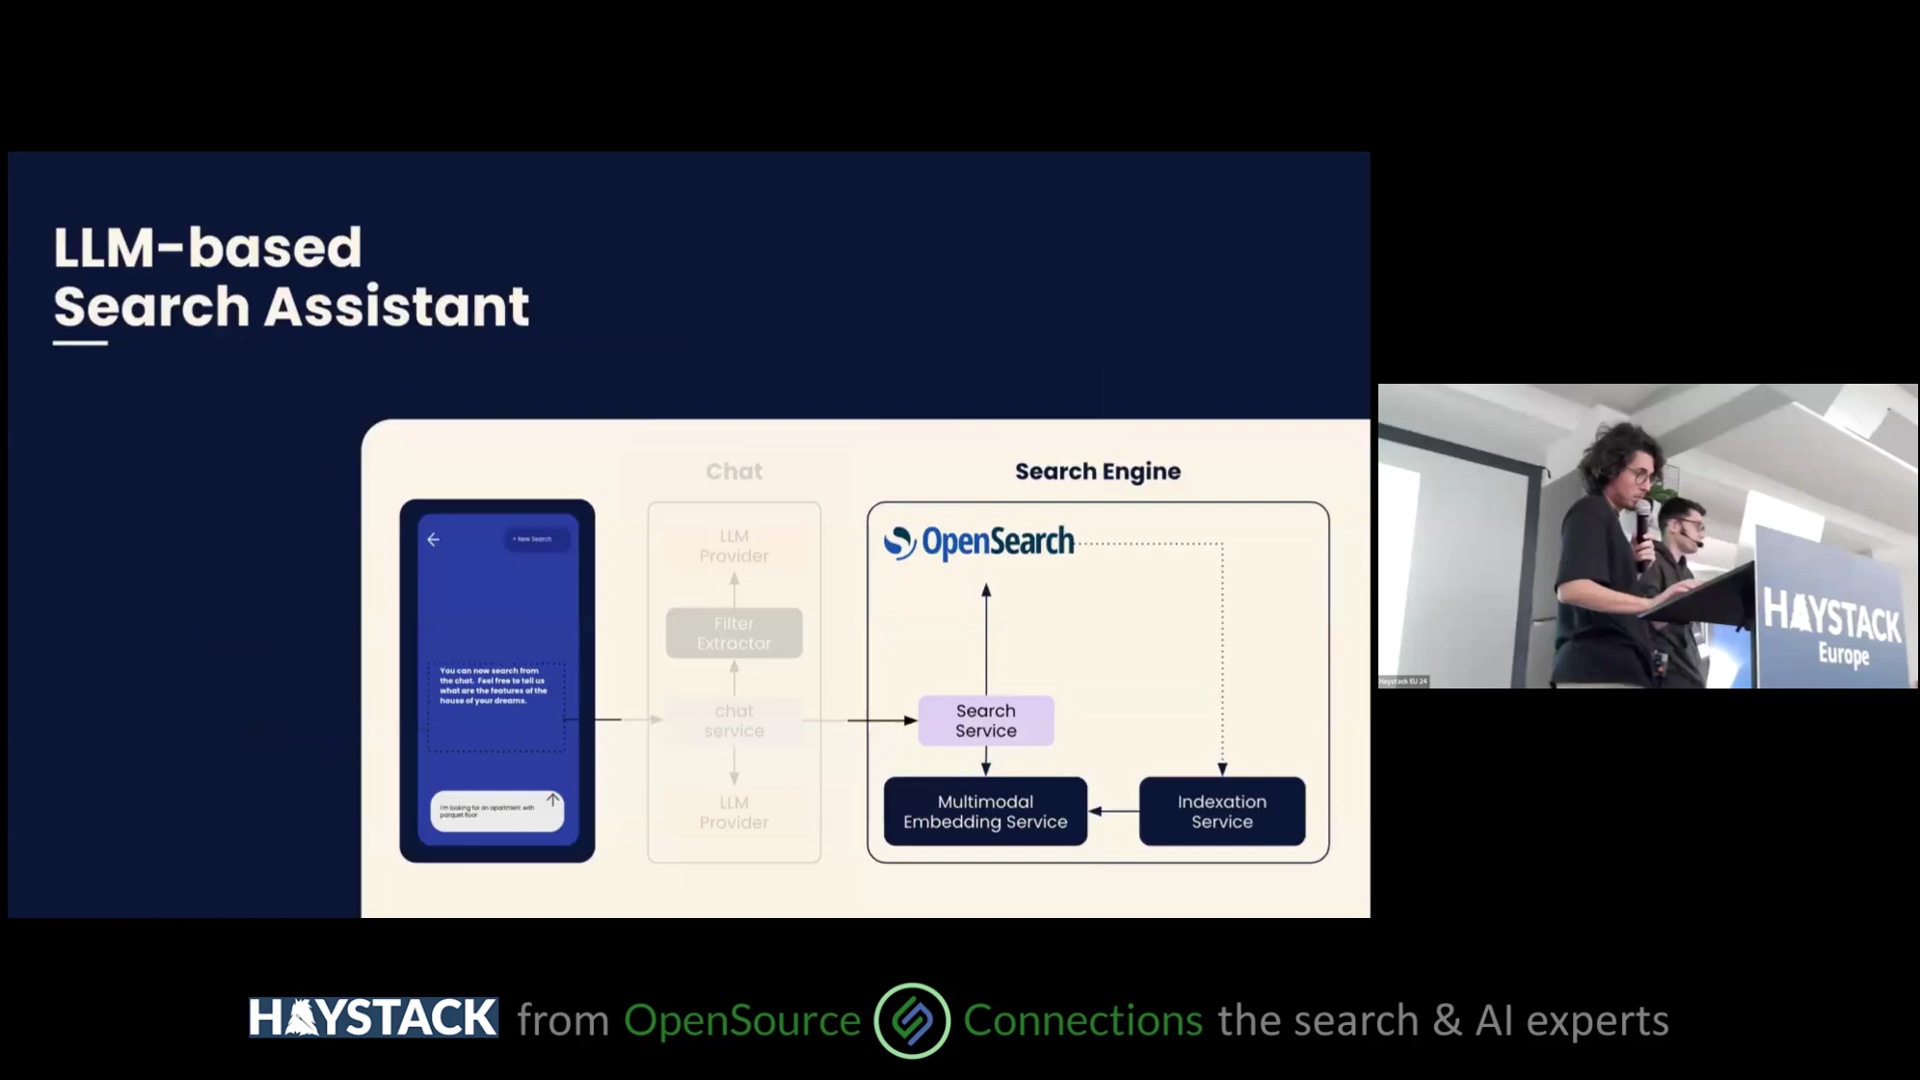 LLM-based
Search Assistant
Chat
Search Engine
+ New Search
LLM
Provider
OpenSearch
Filter
Extractor
You can now search from
the chat. Feel free to tell us
what are the features of the
house of your dreams.
chat
service
Search
Service
I'm looking for an apartment with
parquet floor
LLM
Provider
Multimodal
Embedding Service
Indexation
Service
HAYSTACK
Europe
Haystack EU 24
HAYSTACK from OpenSource Connections the search & AI experts